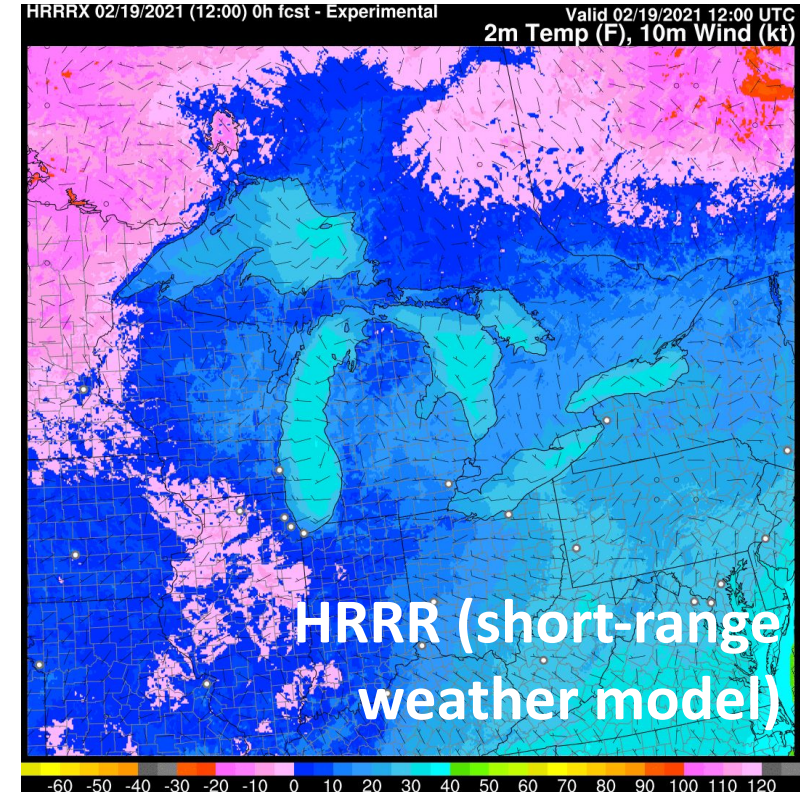 HRRRX 02/19/2021 (12:00) 0h fcst - Experimental
Valid 02/19/2021 12:00 UTC
2m Temp (F), 10m Wind (kt)
HRRR (short-range
weather model)
-60 -50 -40 -30 -20 -10 0 10 20 30 40 50 60 70 80 90 100 110 120